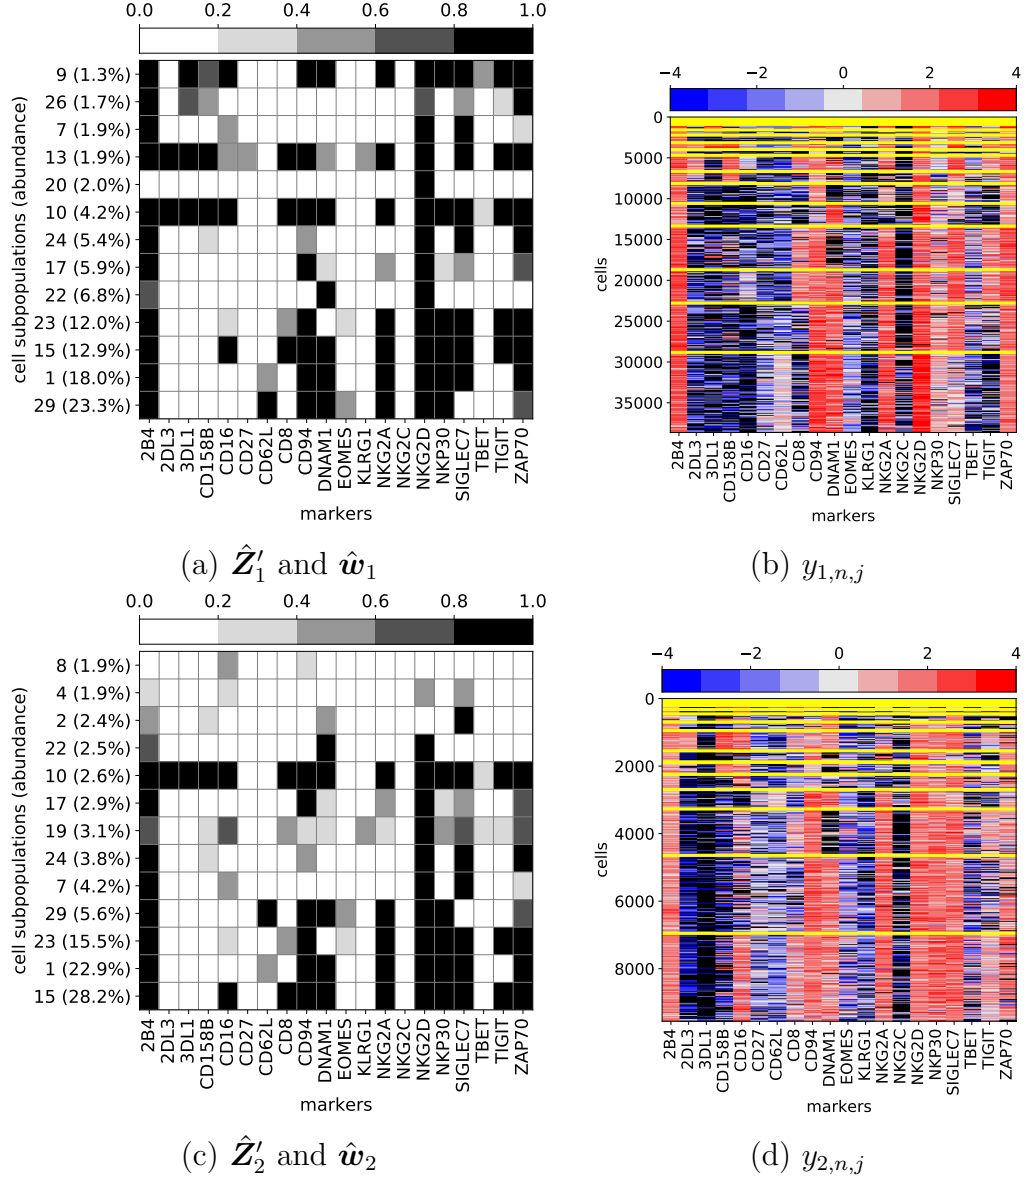 0.0 0.2 0.4 0.6 0.8 1.0
cell subpopulations (abundance)
9 (1.3%)
26 (1.7%)
7 (1.9%)
13 (1.9%)
20 (2.0%)
10 (4.2%)
24 (5.4%)
17 (5.9%)
22 (6.8%)
23 (12.0%)
15 (12.9%)
1 (18.0%)
29 (23.3%)
2B4 2DL3 3DL1 CD158B CD16 CD27 CD62L CD8 CD94 DNAM1 EOMES KLRG1 NKG2A NKG2C NKG2D NKP30 SIGLEC7 TBET TIGIT ZAP70
markers
(a) Ẑ′₁ and ŵ₁
−4 −2 0 2 4
cells
0
5000
10000
15000
20000
25000
30000
35000
2B4 2DL3 3DL1 CD158B CD16 CD27 CD62L CD8 CD94 DNAM1 EOMES KLRG1 NKG2A NKG2C NKG2D NKP30 SIGLEC7 TBET TIGIT ZAP70
markers
(b) y₁,ₙ,ⱼ
0.0 0.2 0.4 0.6 0.8 1.0
cell subpopulations (abundance)
8 (1.9%)
4 (1.9%)
2 (2.4%)
22 (2.5%)
10 (2.6%)
17 (2.9%)
19 (3.1%)
24 (3.8%)
7 (4.2%)
29 (5.6%)
23 (15.5%)
1 (22.9%)
15 (28.2%)
2B4 2DL3 3DL1 CD158B CD16 CD27 CD62L CD8 CD94 DNAM1 EOMES KLRG1 NKG2A NKG2C NKG2D NKP30 SIGLEC7 TBET TIGIT ZAP70
markers
(c) Ẑ′₂ and ŵ₂
−4 −2 0 2 4
cells
0
2000
4000
6000
8000
2B4 2DL3 3DL1 CD158B CD16 CD27 CD62L CD8 CD94 DNAM1 EOMES KLRG1 NKG2A NKG2C NKG2D NKP30 SIGLEC7 TBET TIGIT ZAP70
markers
(d) y₂,ₙ,ⱼ